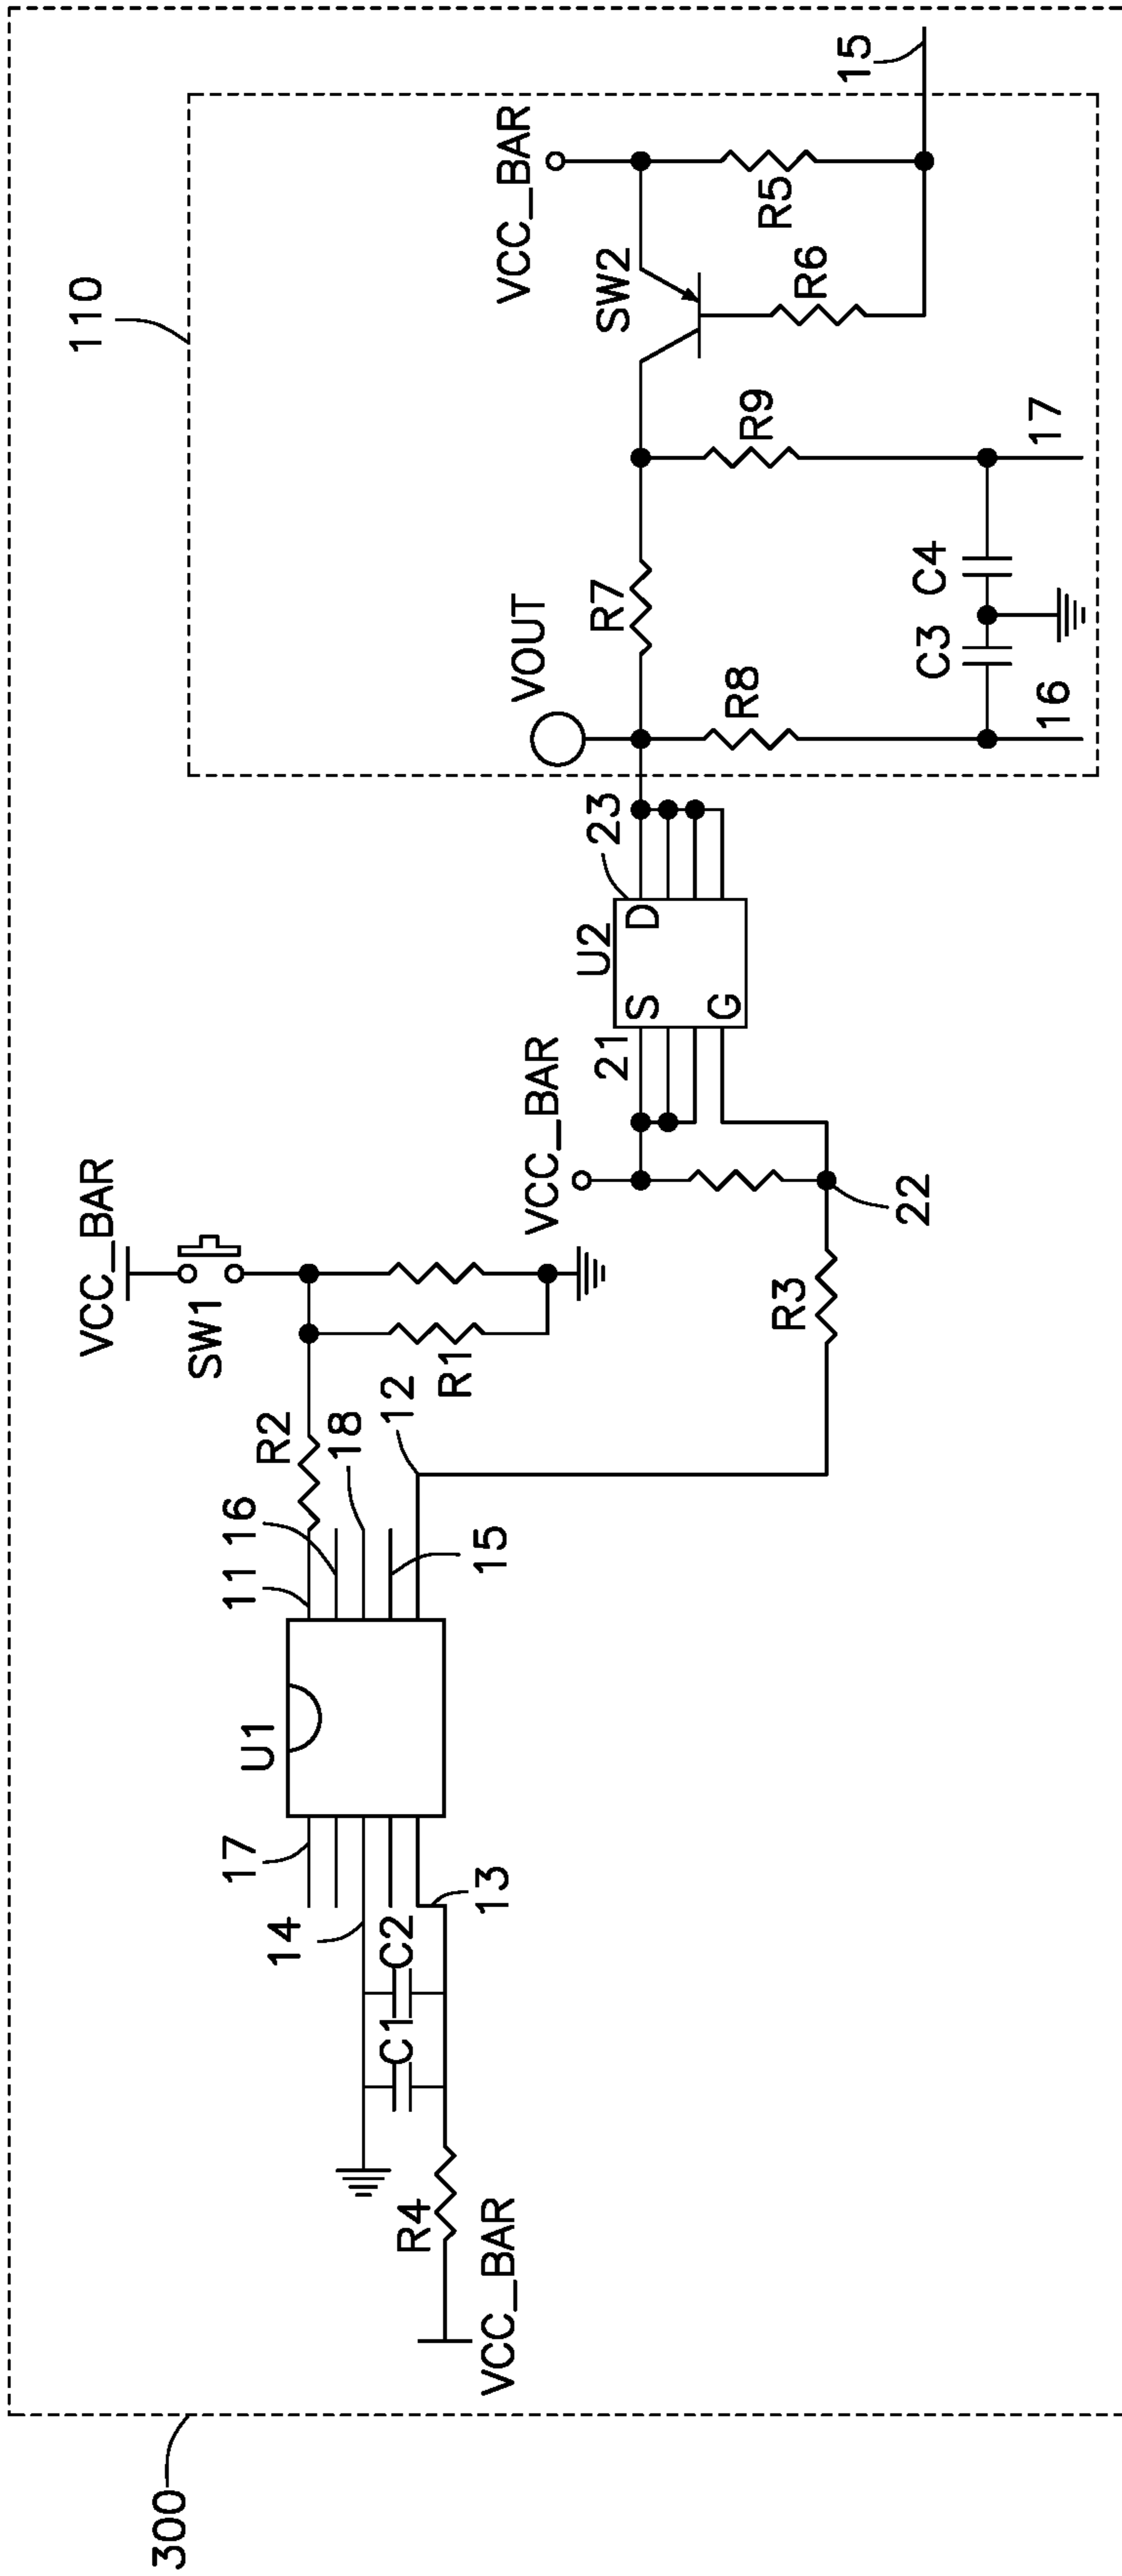 300
110
VCC_BAR
SW1
R2
R1
11
16
18
15
12
U1
17
14
13
C1
C2
R4
VCC_BAR
R3
22
VCC_BAR
21
U2
S
D
G
23
VOUT
R7
R8
R9
C3
C4
16
17
SW2
VCC_BAR
R5
R6
15